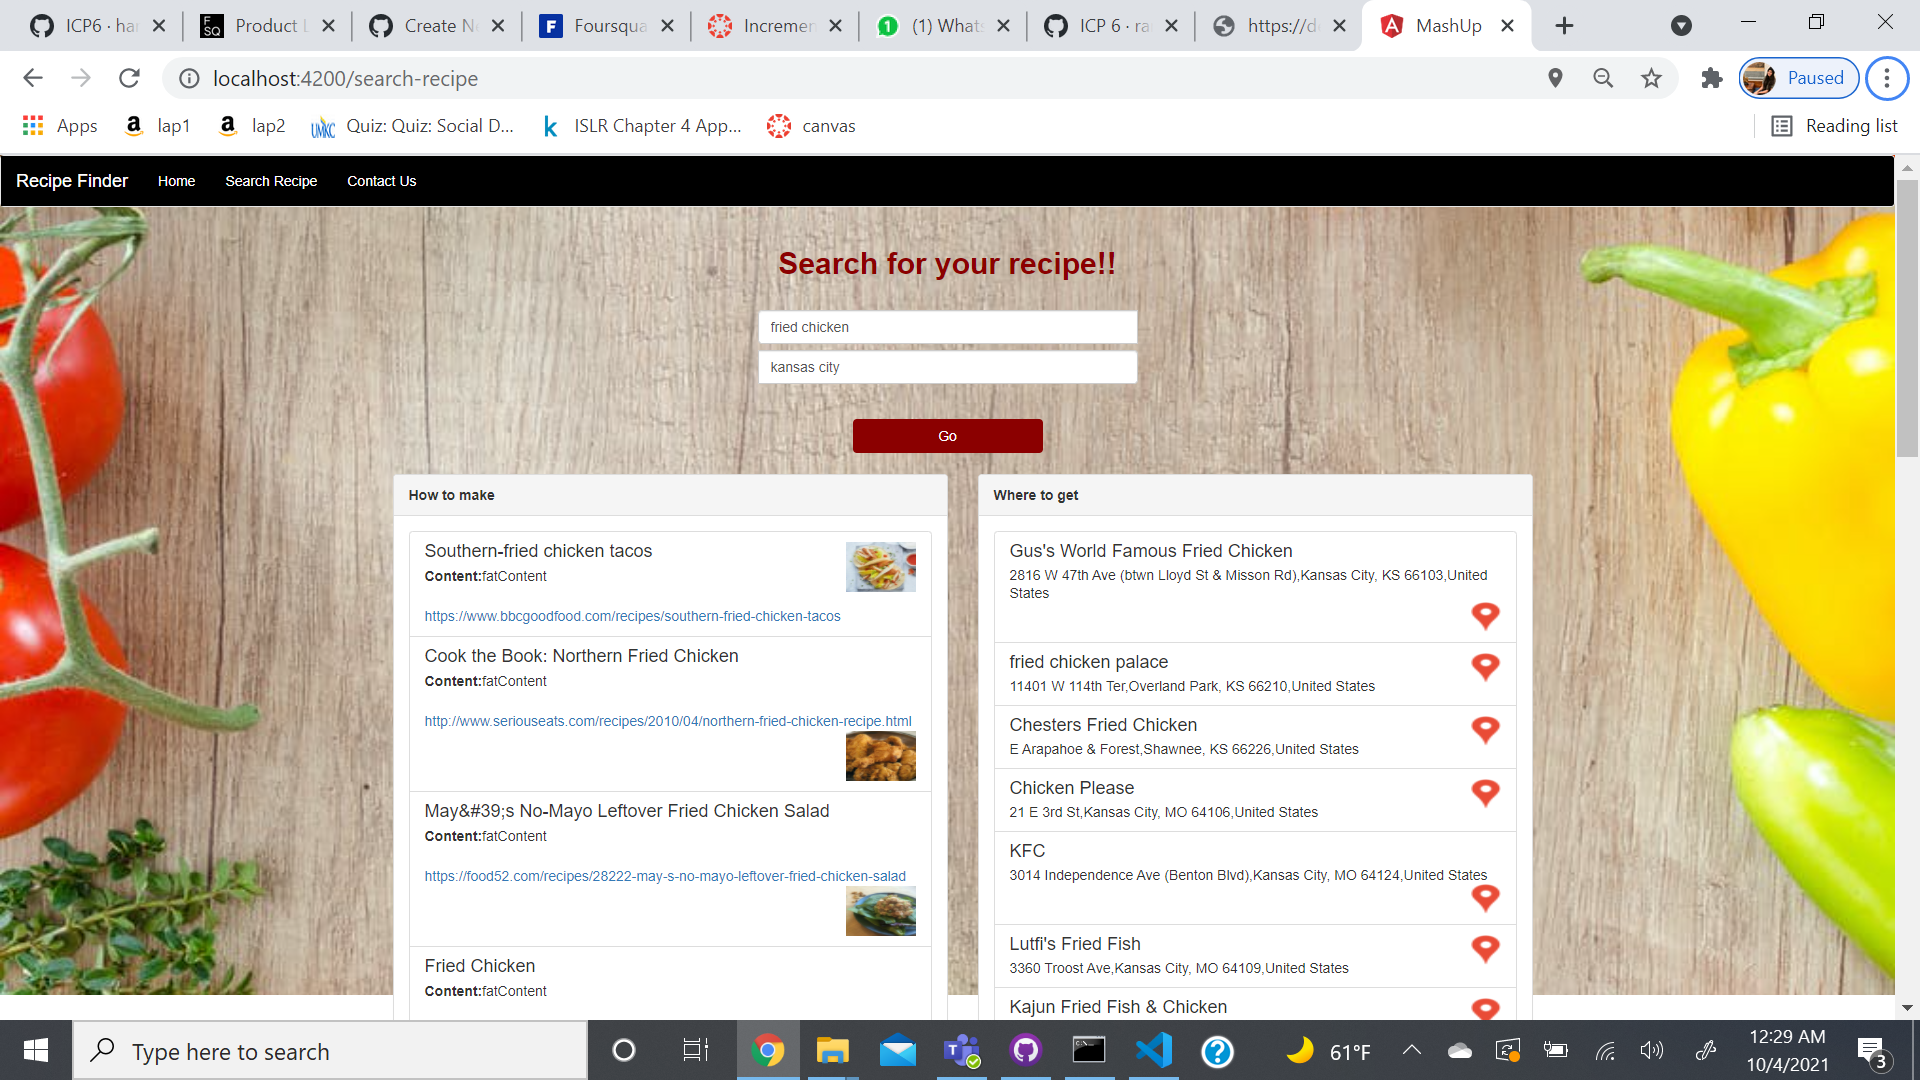 ICP6 · har
Product L
Create Ne
Foursqua
Incremen
(1) Whats
ICP 6 · ra
https://de
MashUp
localhost:4200/search-recipe
Paused
Apps
lap1
lap2
UMKC
Quiz: Quiz: Social D...
ISLR Chapter 4 App...
canvas
Reading list
Recipe Finder
Home
Search Recipe
Contact Us
Search for your recipe!!
fried chicken
kansas city
Go
How to make
Southern-fried chicken tacos
Content:fatContent
https://www.bbcgoodfood.com/recipes/southern-fried-chicken-tacos
Cook the Book: Northern Fried Chicken
Content:fatContent
http://www.seriouseats.com/recipes/2010/04/northern-fried-chicken-recipe.html
May&#39;s No-Mayo Leftover Fried Chicken Salad
Content:fatContent
https://food52.com/recipes/28222-may-s-no-mayo-leftover-fried-chicken-salad
Fried Chicken
Content:fatContent
Where to get
Gus's World Famous Fried Chicken
2816 W 47th Ave (btwn Lloyd St & Misson Rd),Kansas City, KS 66103,United
States
fried chicken palace
11401 W 114th Ter,Overland Park, KS 66210,United States
Chesters Fried Chicken
E Arapahoe & Forest,Shawnee, KS 66226,United States
Chicken Please
21 E 3rd St,Kansas City, MO 64106,United States
KFC
3014 Independence Ave (Benton Blvd),Kansas City, MO 64124,United States
Lutfi's Fried Fish
3360 Troost Ave,Kansas City, MO 64109,United States
Kajun Fried Fish & Chicken
Type here to search
61°F
12:29 AM
10/4/2021
3